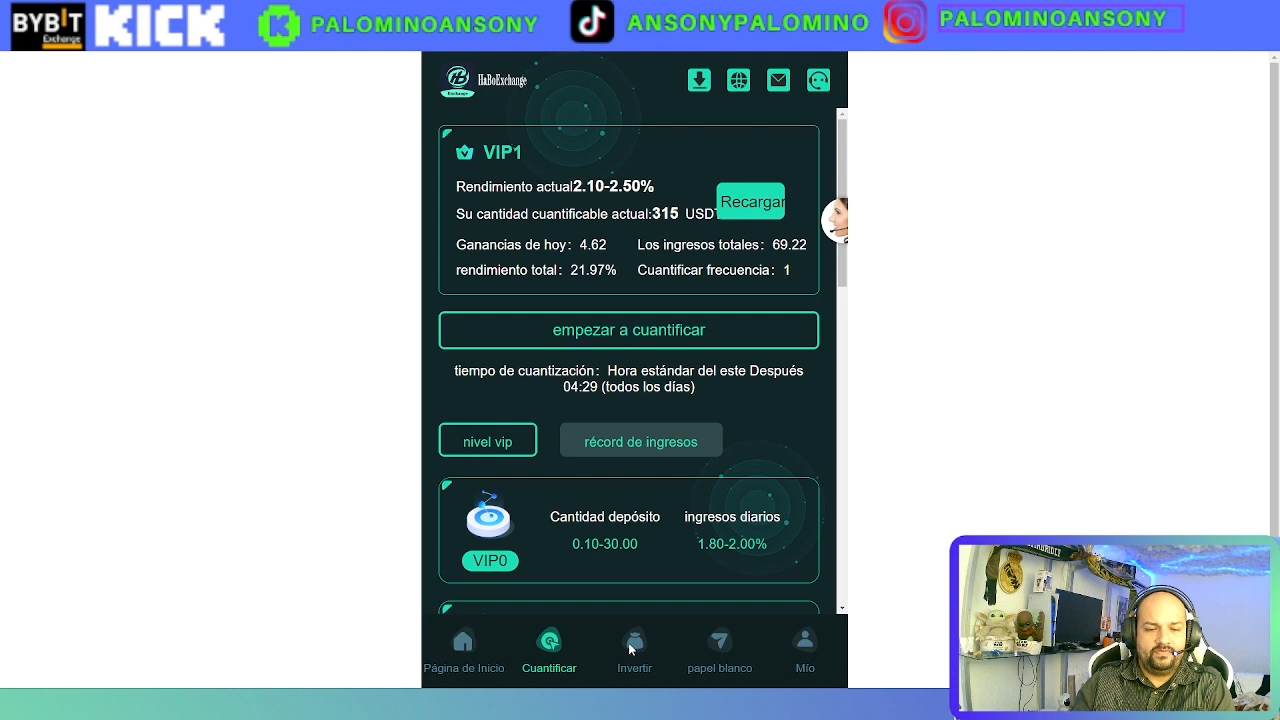 BYBIT
Exchange
KICK
PALOMINOANSONY
ANSONYPALOMINO
PALOMINOANSONY
HaBoExchange
Exchange
VIP1
Rendimiento actual2.10-2.50%
Recargar
Su cantidad cuantificable actual:315 USDT
Ganancias de hoy: 4.62 Los ingresos totales: 69.22
rendimiento total: 21.97% Cuantificar frecuencia: 1
empezar a cuantificar
tiempo de cuantización: Hora estándar del este Después
04:29 (todos los días)
nivel vip récord de ingresos
Cantidad depósito ingresos diarios
0.10-30.00 1.80-2.00%
VIP0
Página de Inicio Cuantificar Invertir papel blanco Mío